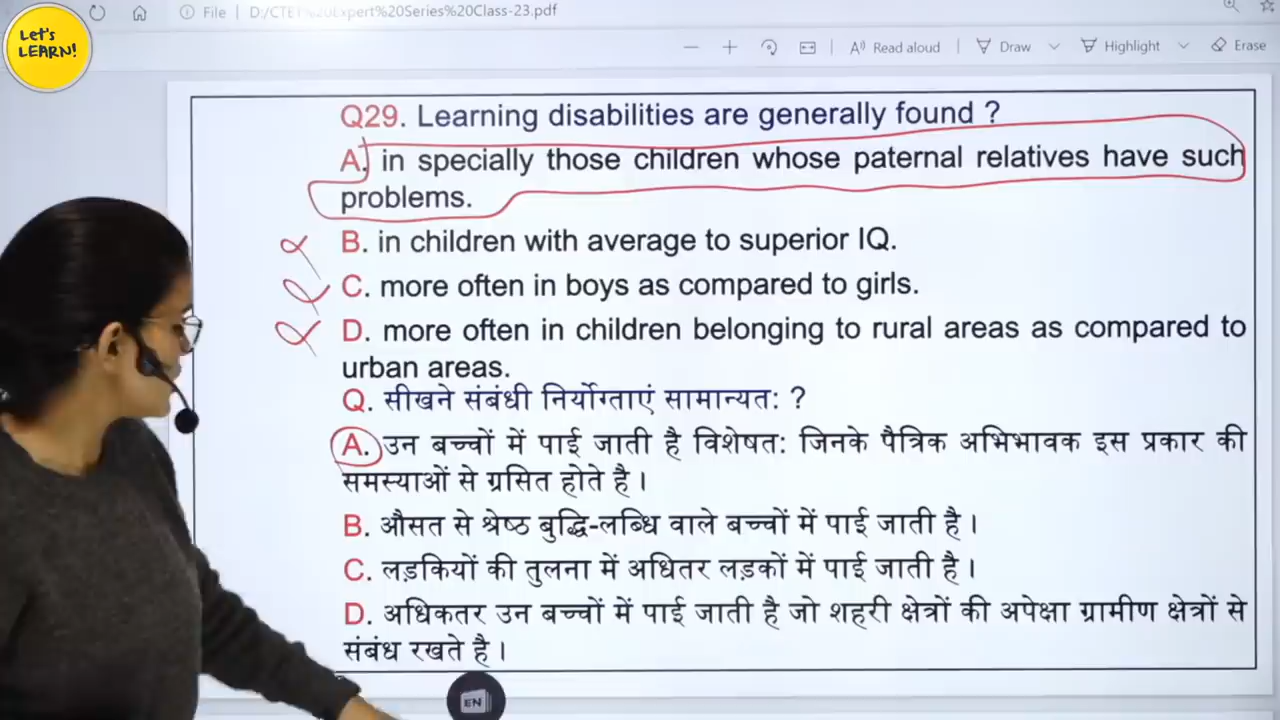 Let's
LEARN!
File | D:/CTET%20Expert%20Series%20Class-23.pdf
Read aloud
Draw
Highlight
Erase
Q29. Learning disabilities are generally found ?
A. in specially those children whose paternal relatives have such
problems.
B. in children with average to superior IQ.
C. more often in boys as compared to girls.
D. more often in children belonging to rural areas as compared to
urban areas.
Q. सीखने संबंधी निर्योग्ताएं सामान्यत: ?
A. उन बच्चों में पाई जाती है विशेषत: जिनके पैत्रिक अभिभावक इस प्रकार की
समस्याओं से ग्रसित होते है।
B. औसत से श्रेष्ठ बुद्धि-लब्धि वाले बच्चों में पाई जाती है।
C. लड़कियों की तुलना में अधितर लड़कों में पाई जाती है।
D. अधिकतर उन बच्चों में पाई जाती है जो शहरी क्षेत्रों की अपेक्षा ग्रामीण क्षेत्रों से
संबंध रखते है।
EN